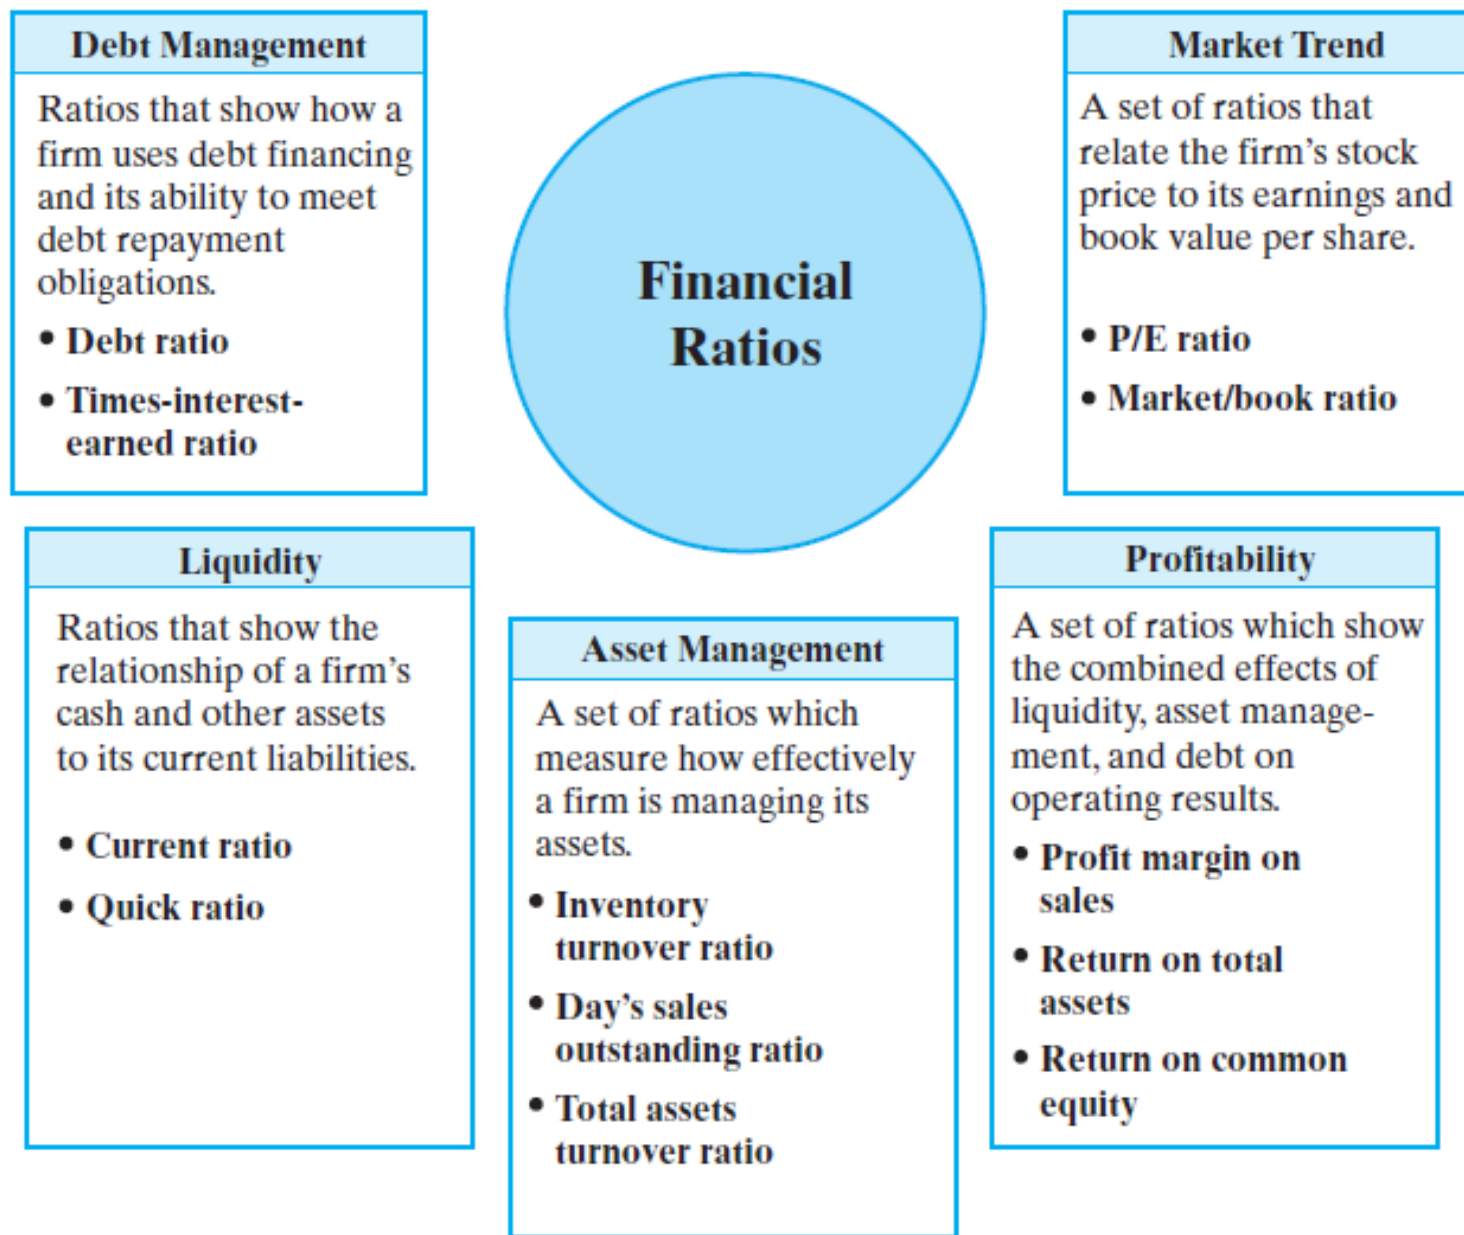 Debt Management
Ratios that show how a
firm uses debt financing
and its ability to meet
debt repayment
obligations.
• Debt ratio
• Times-interest-
earned ratio
Financial
Ratios
Market Trend
A set of ratios that
relate the firm's stock
price to its earnings and
book value per share.
• P/E ratio
• Market/book ratio
Liquidity
Ratios that show the
relationship of a firm's
cash and other assets
to its current liabilities.
• Current ratio
• Quick ratio
Asset Management
A set of ratios which
measure how effectively
a firm is managing its
assets.
• Inventory
turnover ratio
• Day's sales
outstanding ratio
• Total assets
turnover ratio
Profitability
A set of ratios which show
the combined effects of
liquidity, asset manage-
ment, and debt on
operating results.
• Profit margin on
sales
• Return on total
assets
• Return on common
equity